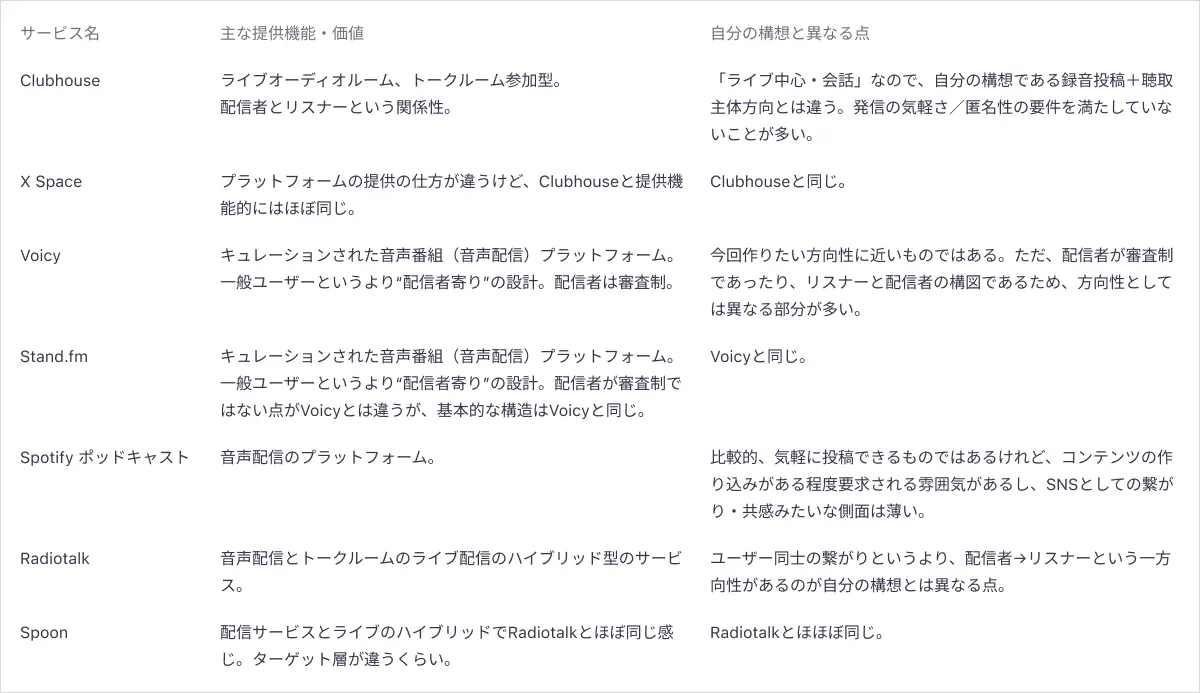 サービス名 主な提供機能・価値 自分の構想と異なる点
Clubhouse
ライブオーディオルーム、トークルーム参加型。
配信者とリスナーという関係性。
「ライブ中心・会話」なので、自分の構想である録音投稿＋聴取
主体方向とは違う。発信の気軽さ／匿名性の要件を満たしていな
いことが多い。
X Space
プラットフォームの提供の仕方が違うけど、Clubhouseと提供機
能的にはほぼ同じ。
Clubhouseと同じ。
Voicy
キュレーションされた音声番組（音声配信）プラットフォーム。
一般ユーザーというより“配信者寄り”の設計。配信者は審査制。
今回作りたい方向性に近いものではある。ただ、配信者が審査制
であったり、リスナーと配信者の構図であるため、方向性として
は異なる部分が多い。
Stand.fm
キュレーションされた音声番組（音声配信）プラットフォーム。
一般ユーザーというより“配信者寄り”の設計。配信者が審査制で
はない点がVoicyとは違うが、基本的な構造はVoicyと同じ。
Voicyと同じ。
Spotify ポッドキャスト
音声配信のプラットフォーム。
比較的、気軽に投稿できるものではあるけれど、コンテンツの作
り込みがある程度要求される雰囲気があるし、SNSとしての繋が
り・共感みたいな側面は薄い。
Radiotalk
音声配信とトークルームのライブ配信のハイブリッド型のサービ
ス。
ユーザー同士の繋がりというより、配信者→リスナーという一方
向性があるのが自分の構想とは異なる点。
Spoon
配信サービスとライブのハイブリッドでRadiotalkとほぼ同じ感
じ。ターゲット層が違うくらい。
Radiotalkとほほぼ同じ。